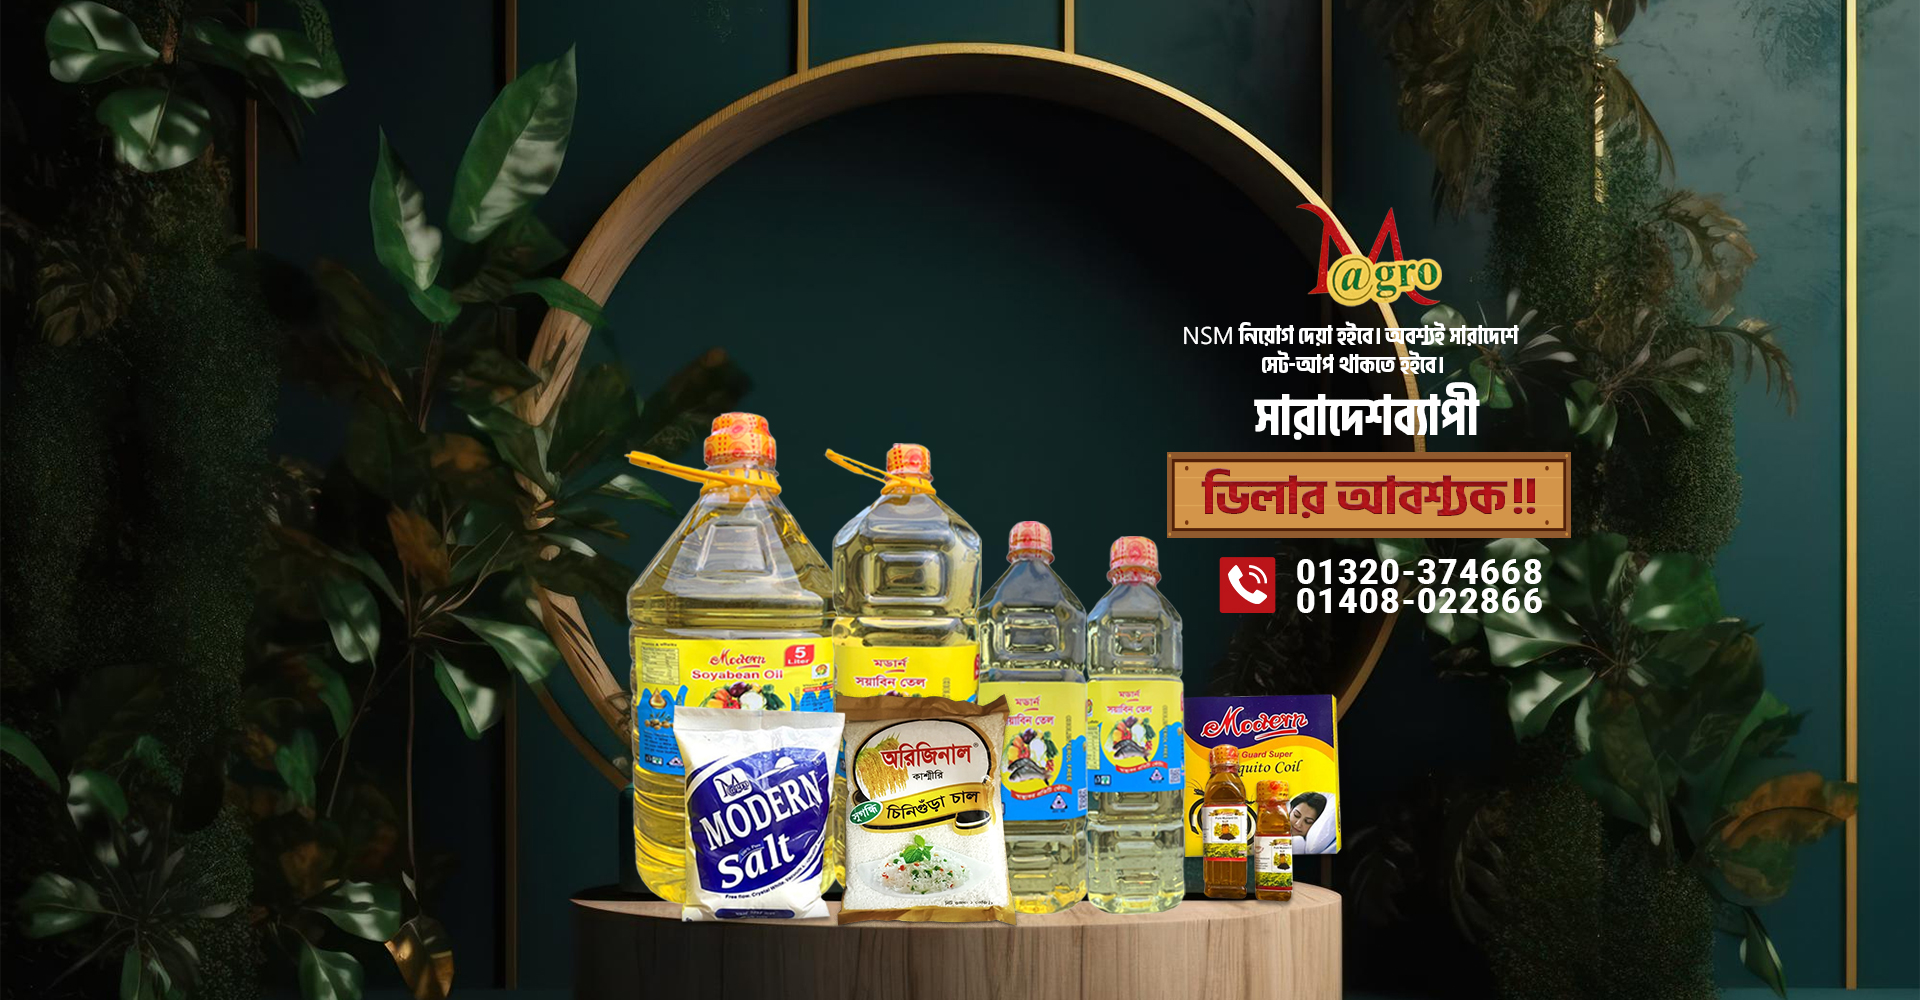 M
@gro
NSM নিয়োগ দেয়া হইবে। অবশ্যই সারাদেশে
সেট-আপ থাকতে হইবে।
সারাদেশব্যাপী
ডিলার আবশ্যক!!
01320-374668
01408-022866
Modern
5
Liter
Soyabean Oil
মডার্ন
সয়াবিন তেল
মডার্ন
য়াবিন তেল
মডার্ন
সয়াবিন তেল
MODERN
Salt
অরিজিনাল
কাশ্মীরি
সুগন্ধি
চিনিগুঁড়া চাল
Modern
Guard Super
quito Coil